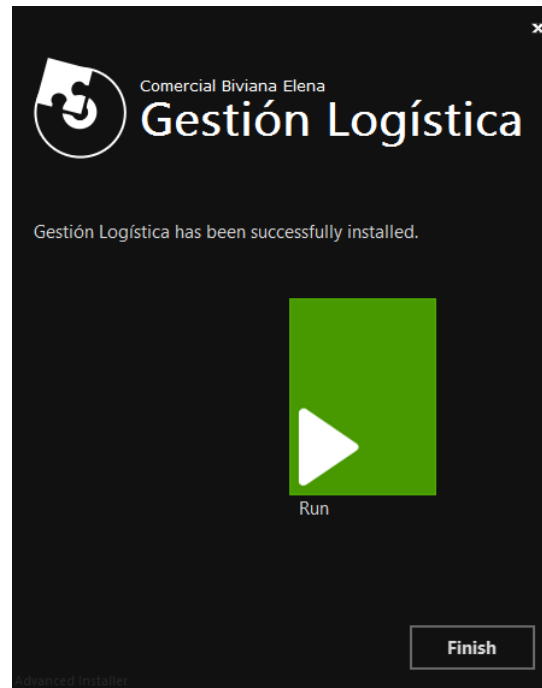 x
Comercial Biviana Elena
Gestión Logística
Gestión Logística has been successfully installed.
Run
Finish
Advanced Installer